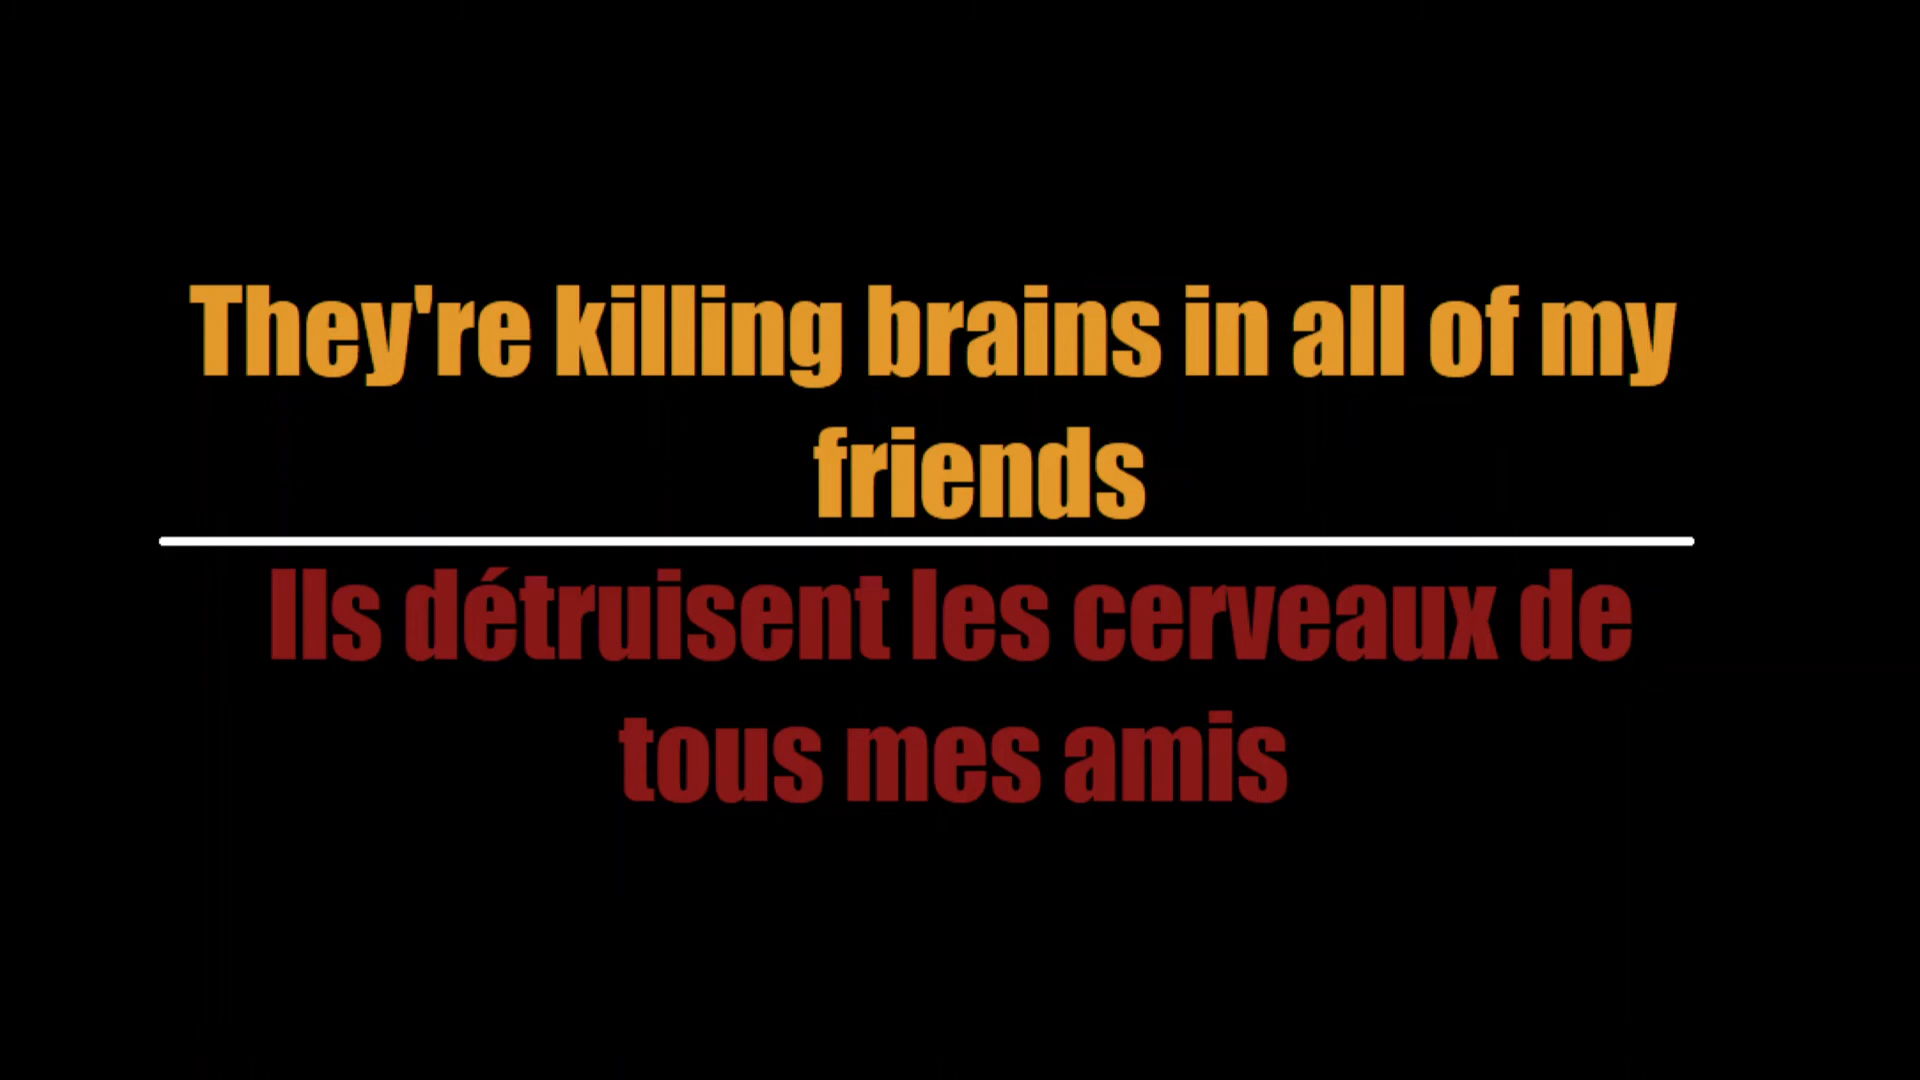 They're killing brains in all of my
friends
Ils détruisent les cerveaux de
tous mes amis